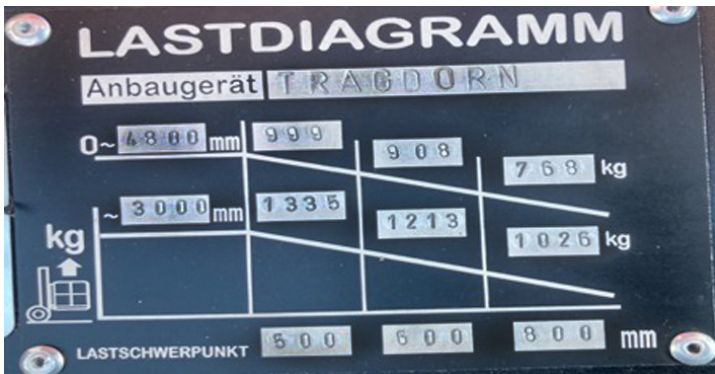 LASTDIAGRAMM
Anbaugerät TRAGDORN
0~ 4800 mm 999 908 768 kg
~ 3000 mm 1335 1213 1026 kg
kg
LASTSCHWERPUNKT 500 600 800 mm